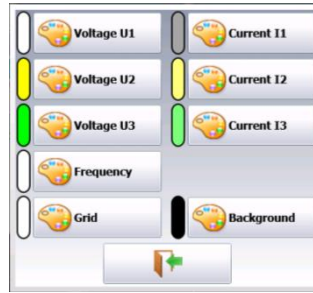 Voltage U1
Current I1
Voltage U2
Current I2
Voltage U3
Current I3
Frequency
Grid
Background